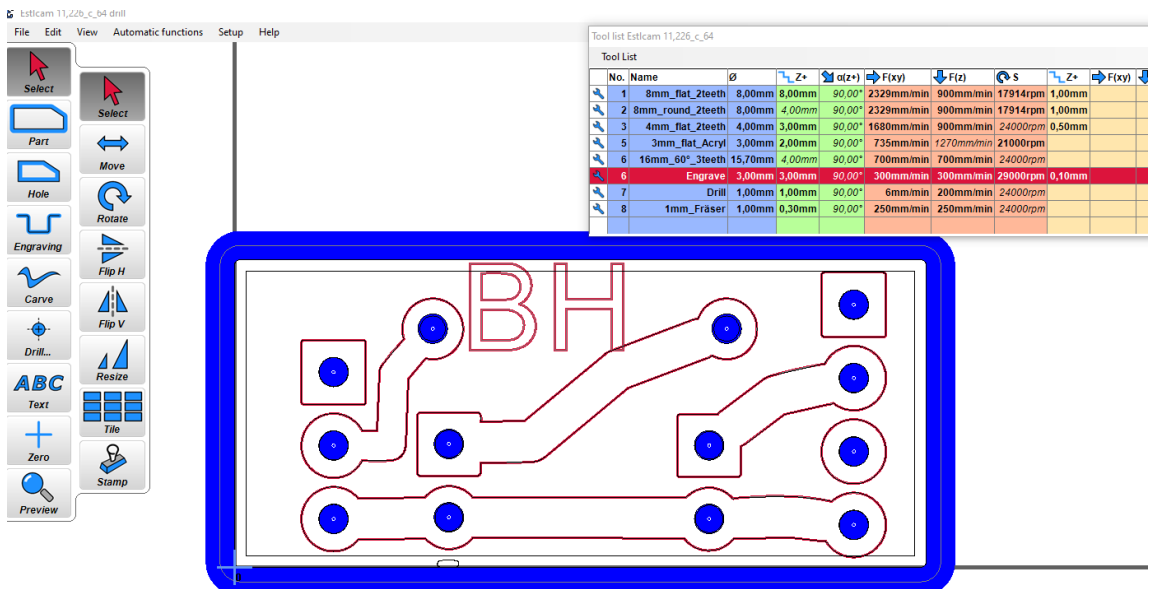 Estlcam 11,226_c_64 drill
File Edit View Automatic functions Setup Help
Select
Part
Hole
Engraving
Carve
Drill...
ABC
Text
Zero
Preview
Select
Move
Rotate
Flip H
Flip V
Resize
Tile
Stamp
Tool list Estlcam 11,226_c_64
Tool List
No. Name Ø Z+ α(z+) F(xy) F(z) S Z+ F(xy)
1 8mm_flat_2teeth 8,00mm 8,00mm 90,00° 2329mm/min 900mm/min 17914rpm 1,00mm
2 8mm_round_2teeth 8,00mm 4,00mm 90,00° 2329mm/min 900mm/min 17914rpm 1,00mm
3 4mm_flat_2teeth 4,00mm 3,00mm 90,00° 1680mm/min 900mm/min 24000rpm 0,50mm
5 3mm_flat_Acryl 3,00mm 2,00mm 90,00° 735mm/min 1270mm/min 21000rpm
6 16mm_60°_3teeth 15,70mm 4,00mm 90,00° 700mm/min 700mm/min 24000rpm
6 Engrave 3,00mm 3,00mm 90,00° 300mm/min 300mm/min 29000rpm 0,10mm
7 Drill 1,00mm 1,00mm 90,00° 6mm/min 200mm/min 24000rpm
8 1mm_Fräser 1,00mm 0,30mm 90,00° 250mm/min 250mm/min 24000rpm
BH
0